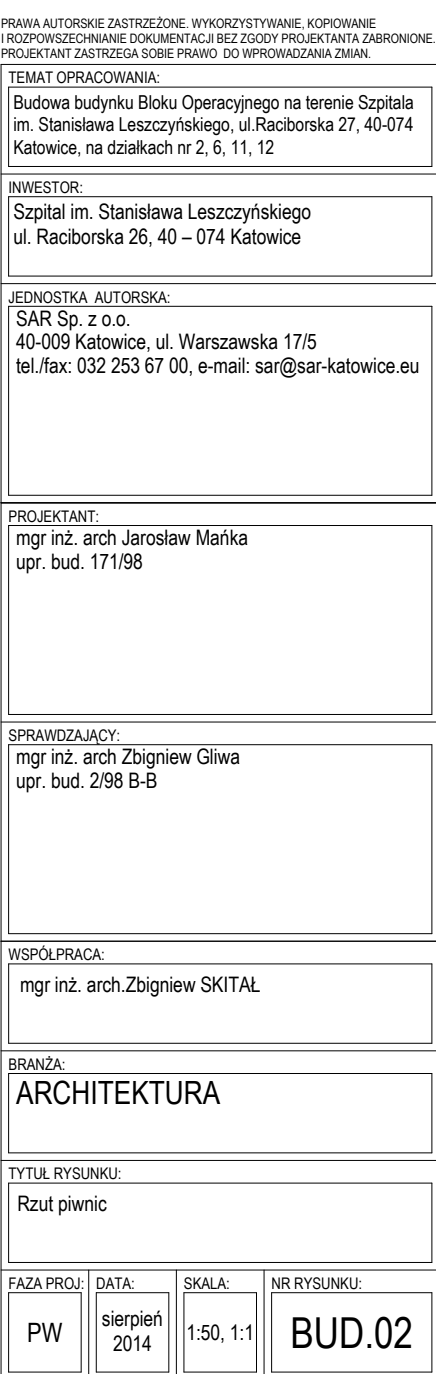 PRAWA AUTORSKIE ZASTRZEŻONE. WYKORZYSTYWANIE, KOPIOWANIE
I ROZPOWSZECHNIANIE DOKUMENTACJI BEZ ZGODY PROJEKTANTA ZABRONIONE.
PROJEKTANT ZASTRZEGA SOBIE PRAWO DO WPROWADZANIA ZMIAN.
TEMAT OPRACOWANIA:
Budowa budynku Bloku Operacyjnego na terenie Szpitala
im. Stanisława Leszczyńskiego, ul.Raciborska 27, 40-074
Katowice, na działkach nr 2, 6, 11, 12
INWESTOR:
Szpital im. Stanisława Leszczyńskiego
ul. Raciborska 26, 40 – 074 Katowice
JEDNOSTKA AUTORSKA:
SAR Sp. z o.o.
40-009 Katowice, ul. Warszawska 17/5
tel./fax: 032 253 67 00, e-mail: sar@sar-katowice.eu
PROJEKTANT:
mgr inż. arch Jarosław Mańka
upr. bud. 171/98
SPRAWDZAJĄCY:
mgr inż. arch Zbigniew Gliwa
upr. bud. 2/98 B-B
WSPÓŁPRACA:
mgr inż. arch.Zbigniew SKITAŁ
BRANŻA:
ARCHITEKTURA
TYTUŁ RYSUNKU:
Rzut piwnic
FAZA PROJ: DATA: SKALA: NR RYSUNKU:
PW sierpień 2014 1:50, 1:1 BUD.02